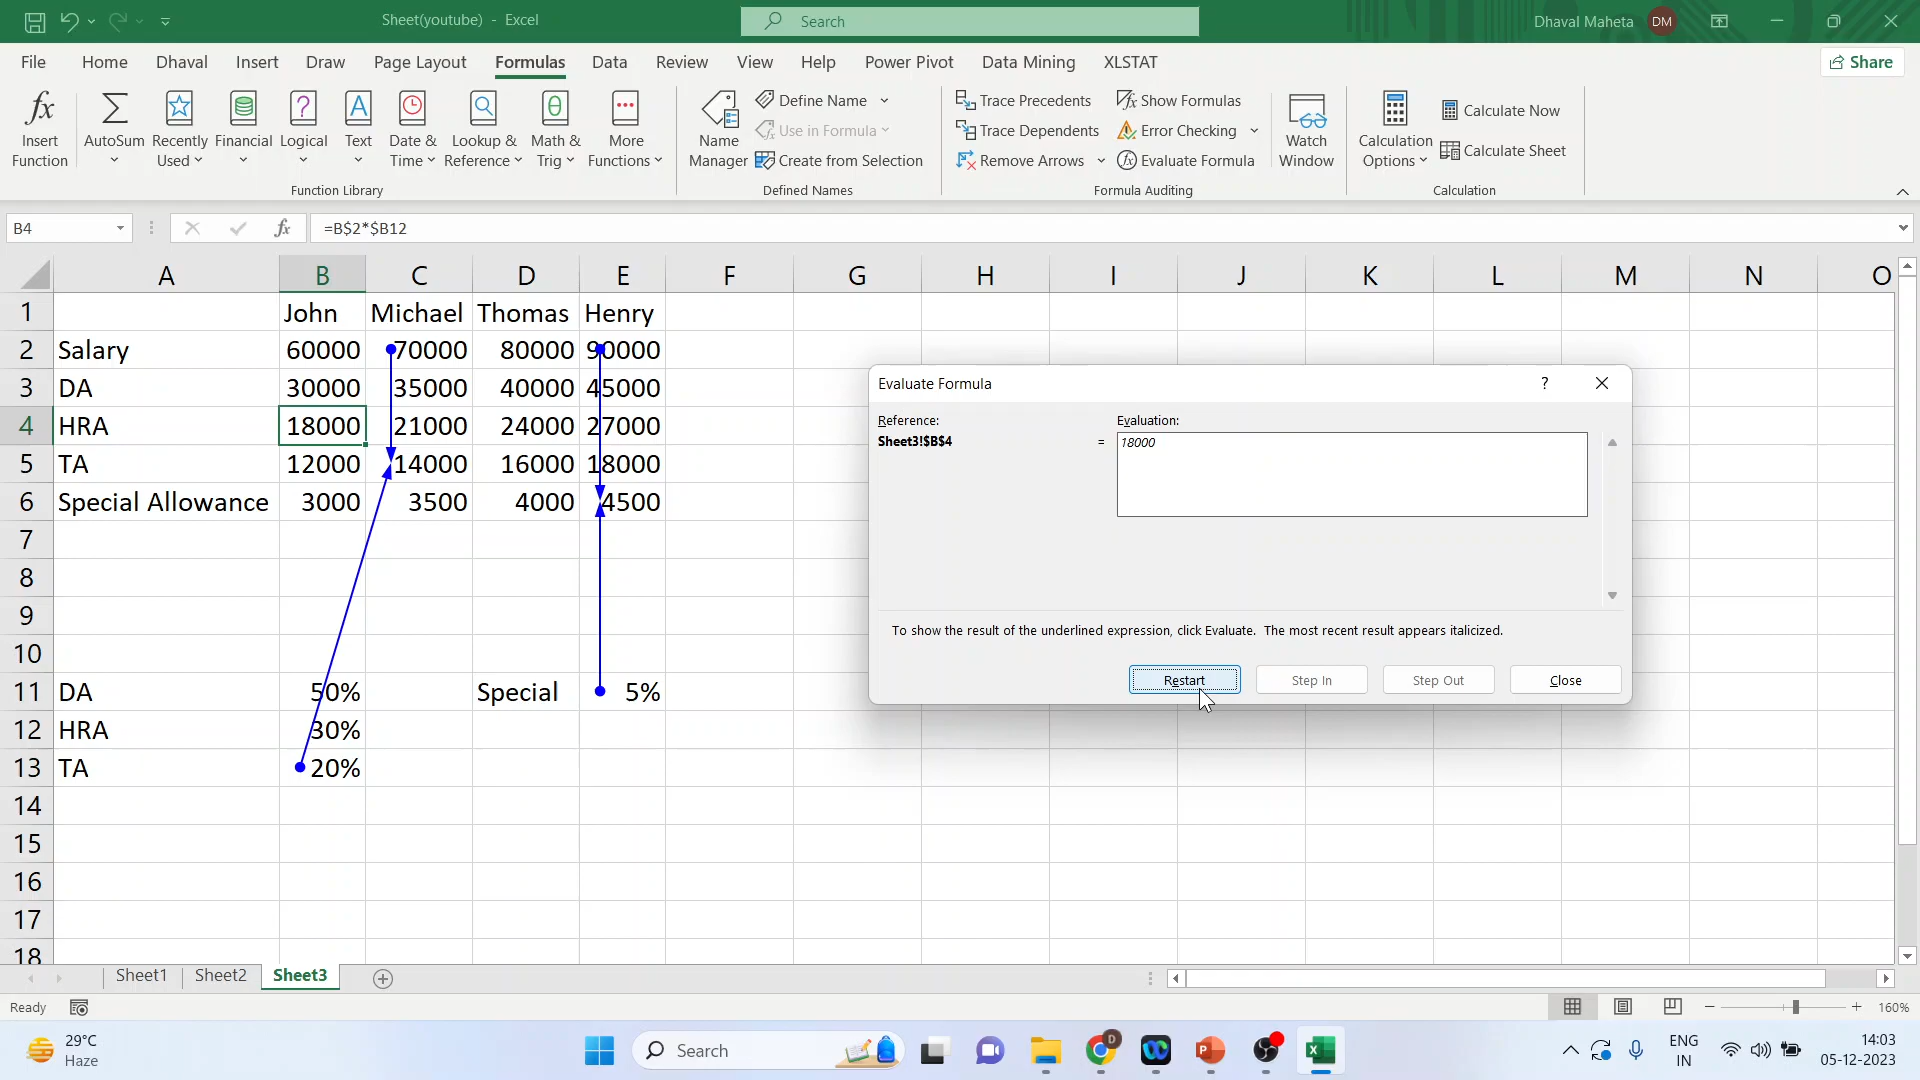 Sheet(youtube) - Excel
Search
Dhaval Maheta DM
File Home Dhaval Insert Draw Page Layout Formulas Data Review View Help Power Pivot Data Mining XLSTAT
Share
Insert Function
AutoSum
Recently Used
Financial
Logical
Text
Date & Time
Lookup & Reference
Math & Trig
More Functions
Function Library
Name Manager
Define Name
Use in Formula
Create from Selection
Defined Names
Trace Precedents
Trace Dependents
Remove Arrows
Show Formulas
Error Checking
Evaluate Formula
Formula Auditing
Watch Window
Calculation Options
Calculate Now
Calculate Sheet
Calculation
B4 fx =B$2*$B12
A B C D E F G H I J K L M N O
1 John Michael Thomas Henry
2 Salary 60000 70000 80000 90000
3 DA 30000 35000 40000 45000
4 HRA 18000 21000 24000 27000
5 TA 12000 14000 16000 18000
6 Special Allowance 3000 3500 4000 4500
7
8
9
10
11 DA 50% Special 5%
12 HRA 30%
13 TA 20%
14
15
16
17
18
Evaluate Formula ?
Reference: Evaluation:
Sheet3!$B$4 = 18000
To show the result of the underlined expression, click Evaluate. The most recent result appears italicized.
Restart Step In Step Out Close
Sheet1 Sheet2 Sheet3
Ready 160%
29°C
Haze
Search
ENG
IN
14:03
05-12-2023